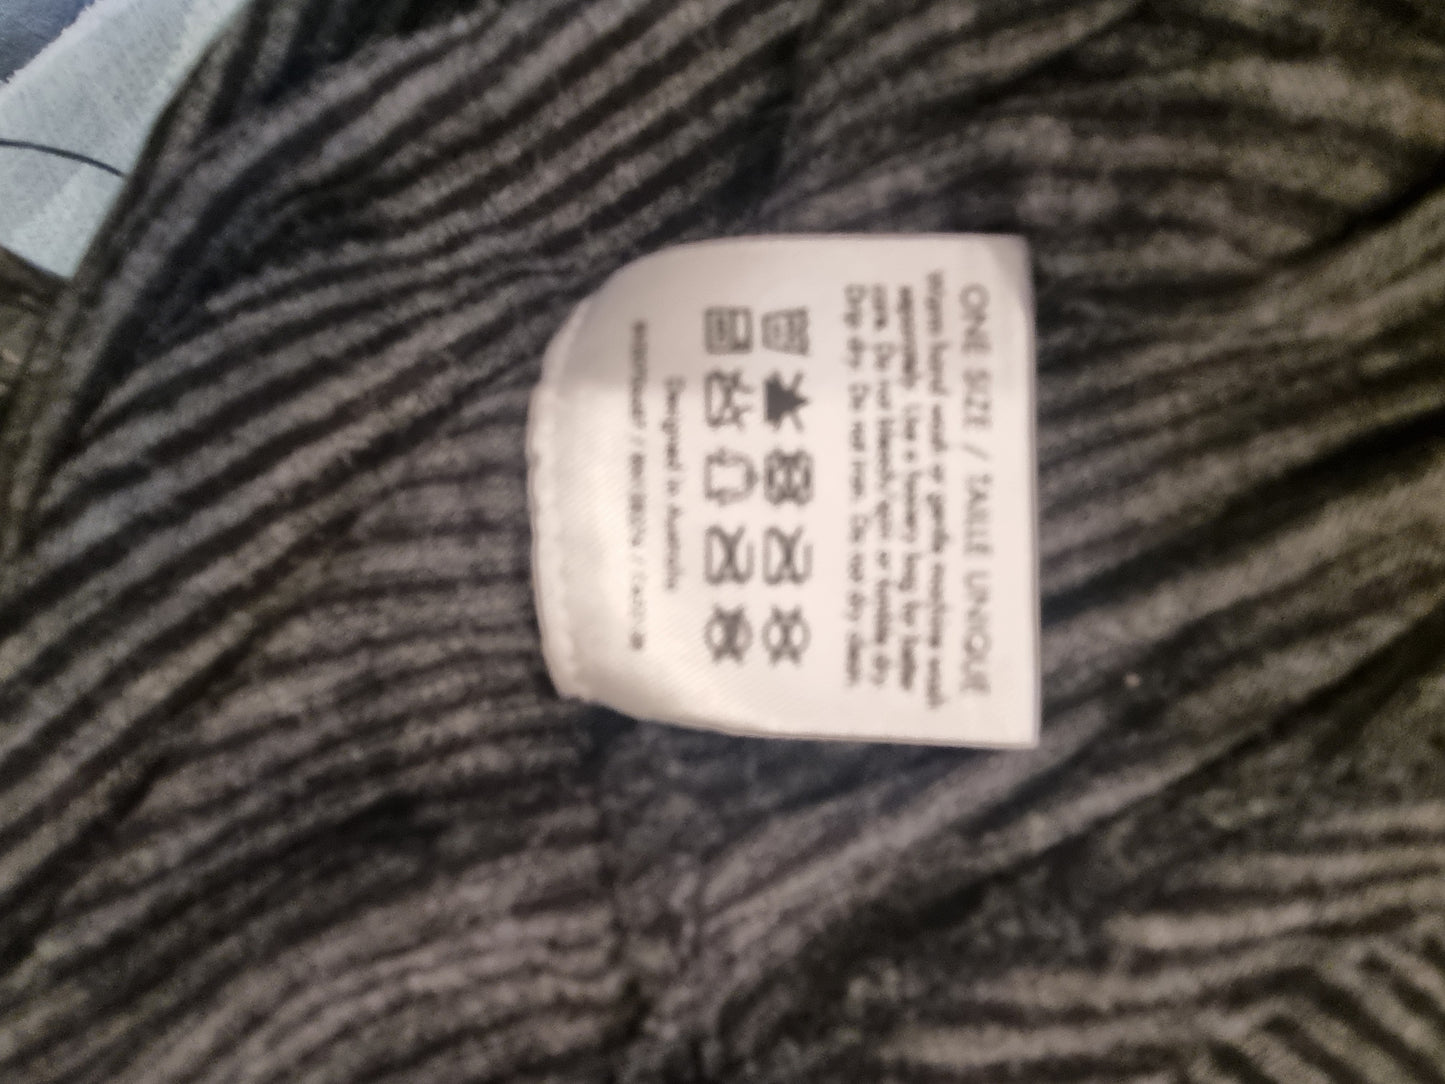 ONE SIZE / TAILLE UNIQUE
Warm hand wash or gentle machine wash
separately. Use a hosiery bag for better
care. Do not bleach, spin or tumble dry.
Drip dry. Do not iron. Do not dry clean.
Designed in Australia